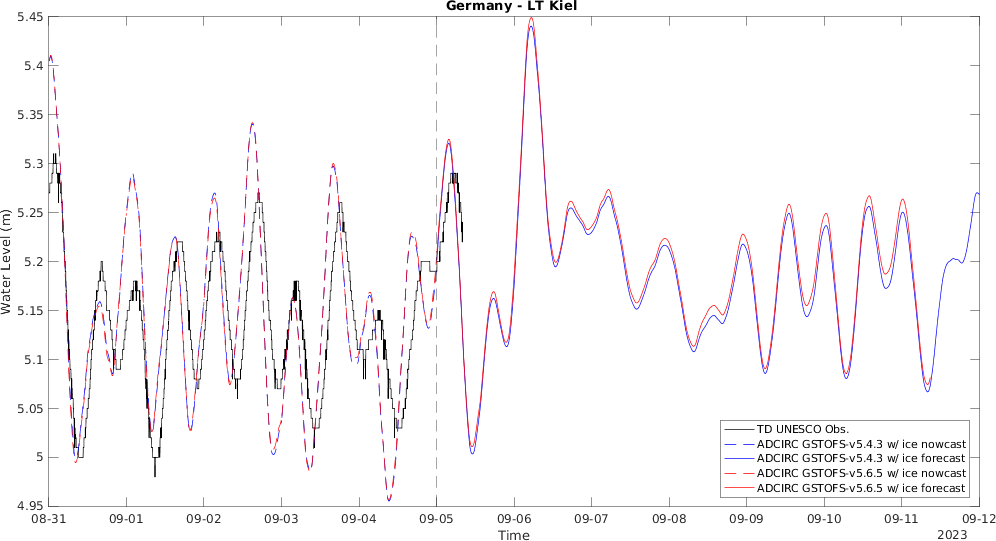 Germany - LT Kiel
5.45
5.4
5.35
5.3
5.25
5.2
5.15
5.1
5.05
5
4.95
Water Level (m)
TD UNESCO Obs.
ADCIRC GSTOFS-v5.4.3 w/ ice nowcast
ADCIRC GSTOFS-v5.4.3 w/ ice forecast
ADCIRC GSTOFS-v5.6.5 w/ ice nowcast
ADCIRC GSTOFS-v5.6.5 w/ ice forecast
08-31 09-01 09-02 09-03 09-04 09-05 09-06 09-07 09-08 09-09 09-10 09-11 09-12
Time
2023